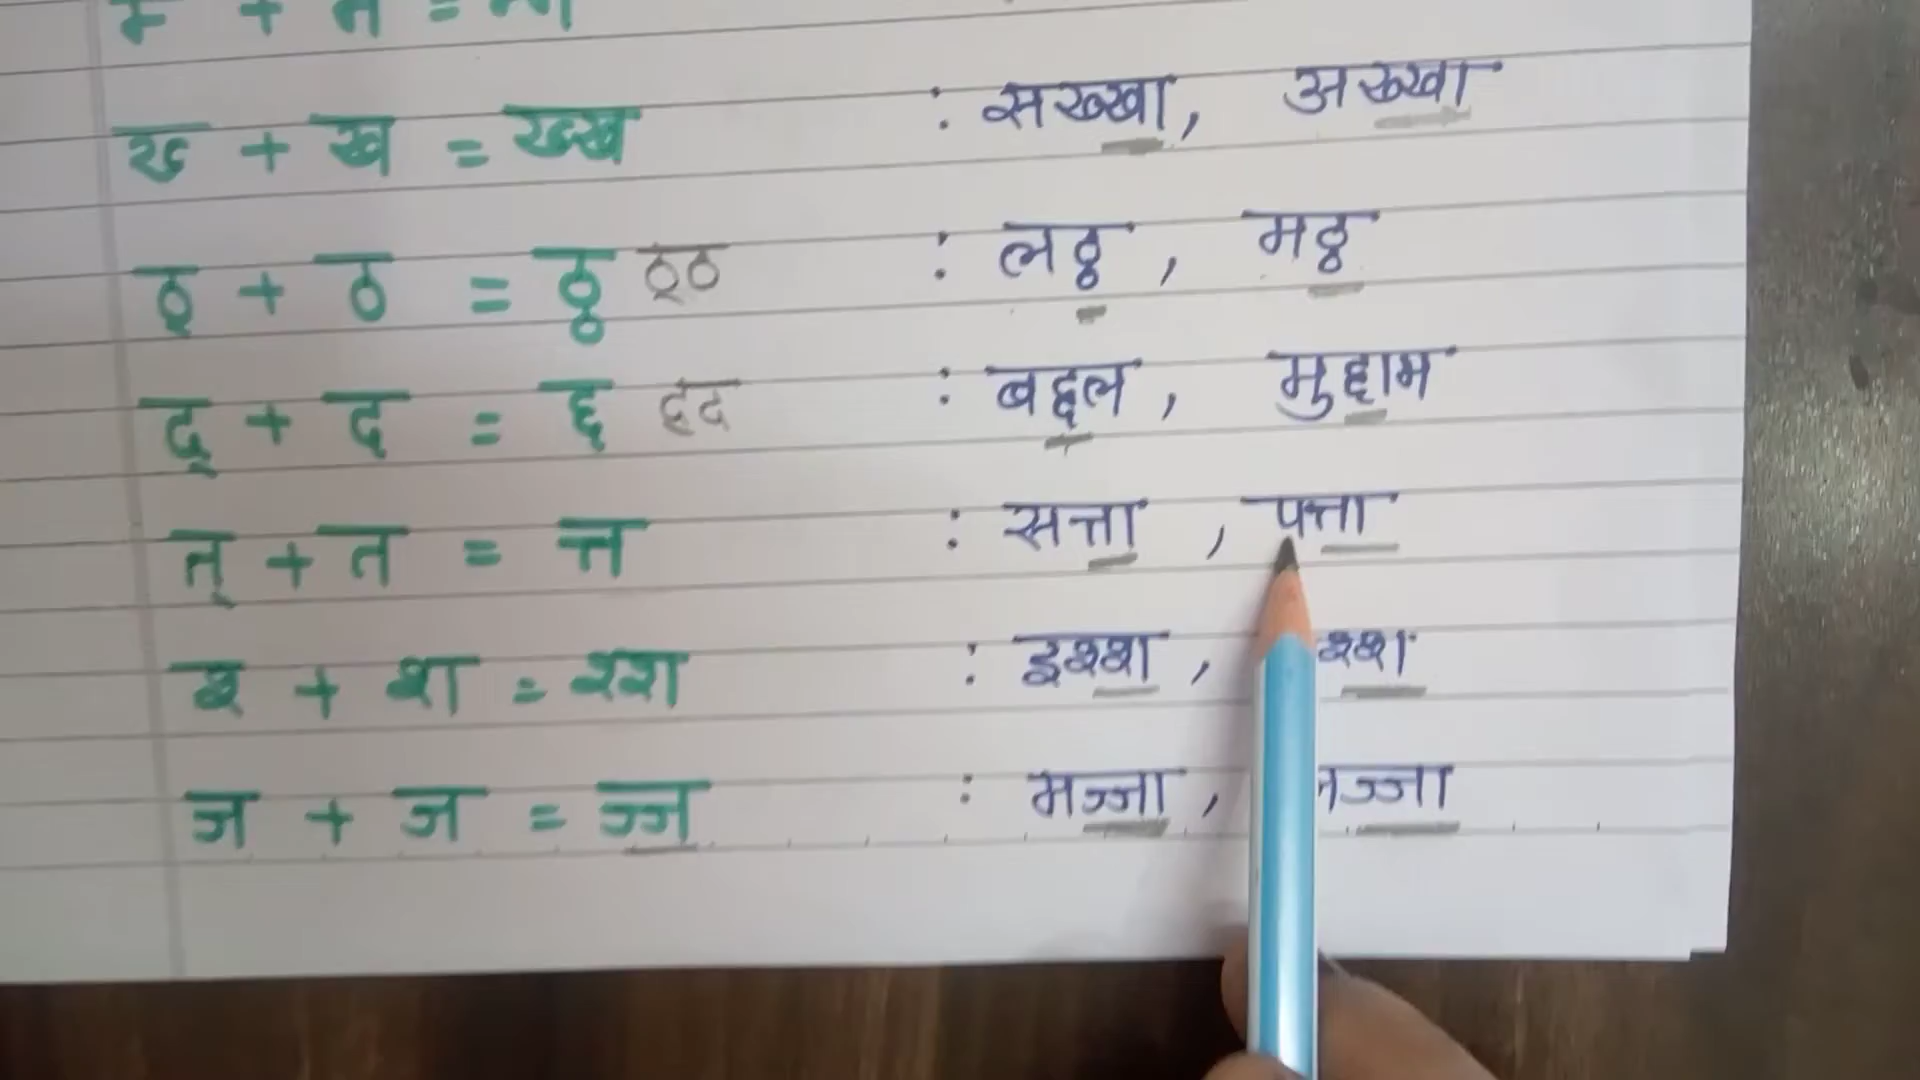 ख् + ख = ख्ख : सख्खा, अख्खा
ठ् + ठ = ठ्ठ ठ्ठ : लठ्ठ, मठ्ठ
द् + द = द्द द्द : बद्दल, मुद्दाम
त् + त = त्त : सत्ता, पत्ता
श् + श = श्श : इश्श,
ज + ज = ज्ज : मज्जा,